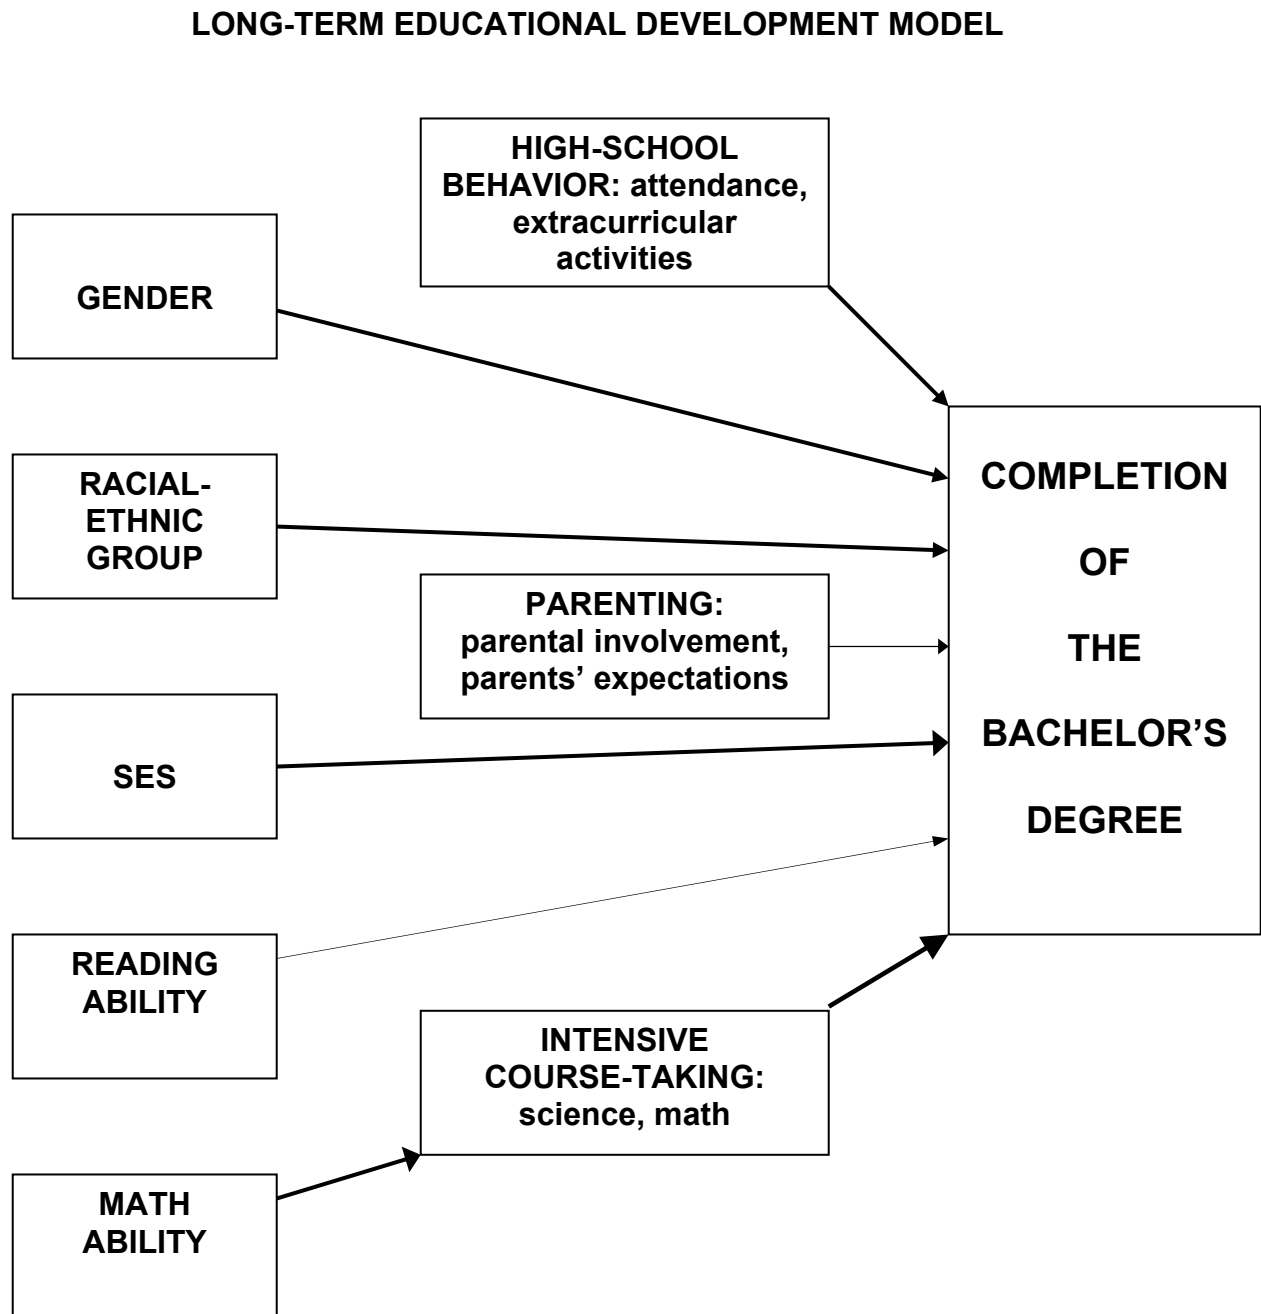 LONG-TERM EDUCATIONAL DEVELOPMENT MODEL
HIGH-SCHOOL
BEHAVIOR: attendance,
extracurricular
activities
GENDER
RACIAL-
ETHNIC
GROUP
PARENTING:
parental involvement,
parents’ expectations
SES
READING
ABILITY
INTENSIVE
COURSE-TAKING:
science, math
MATH
ABILITY
COMPLETION
OF
THE
BACHELOR’S
DEGREE